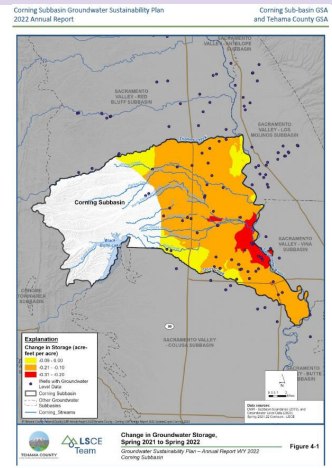 Corning Subbasin Groundwater Sustainability Plan
2022 Annual Report
Corning Sub-basin GSA
and Tehama County GSA
SACRAMENTO
VALLEY - ANTELOPE
SUBBASIN
SACRAMENTO
VALLEY - RED
BLUFF SUBBASIN
SACRAMENTO
VALLEY - LOS
MOLINOS SUBBASIN
Corning Subbasin
SACRAMENTO
VALLEY - VINA
SUBBASIN
SACRAMENTO VALLEY
- COLUSA SUBBASIN
SACRAMENTO
Explanation
Change in Storage (acre-
feet per acre)
-0.09 - 0.00
-0.21 - -0.10
-0.31 - -0.20
Wells with Groundwater
Level Data
Corning Subbasin
Other Groundwater
Subbasins
Corning_Streams
N
Data sources:
TEHAMA COUNTY
LSCE
Team
Change in Groundwater Storage,
Spring 2021 to Spring 2022
Groundwater Sustainability Plan – Annual Report WY 2022
Corning Subbasin
Figure 4-1